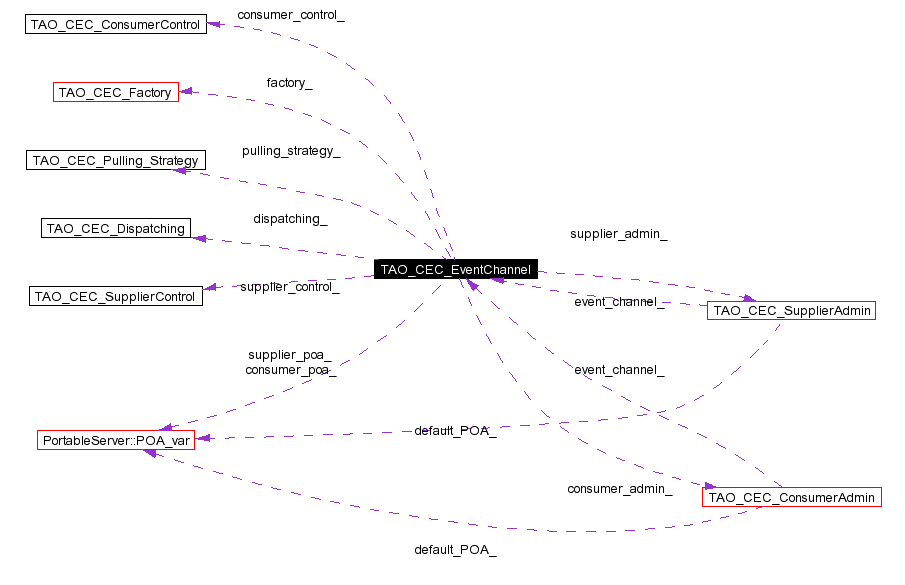 consumer_control_
TAO_CEC_ConsumerControl
factory_
TAO_CEC_Factory
pulling_strategy_
TAO_CEC_Pulling_Strategy
dispatching_
TAO_CEC_Dispatching
supplier_admin_
TAO_CEC_EventChannel
supplier_control_
TAO_CEC_SupplierControl
event_channel_
TAO_CEC_SupplierAdmin
supplier_poa_
consumer_poa_
event_channel_
default_POA_
PortableServer::POA_var
consumer_admin_
TAO_CEC_ConsumerAdmin
default_POA_